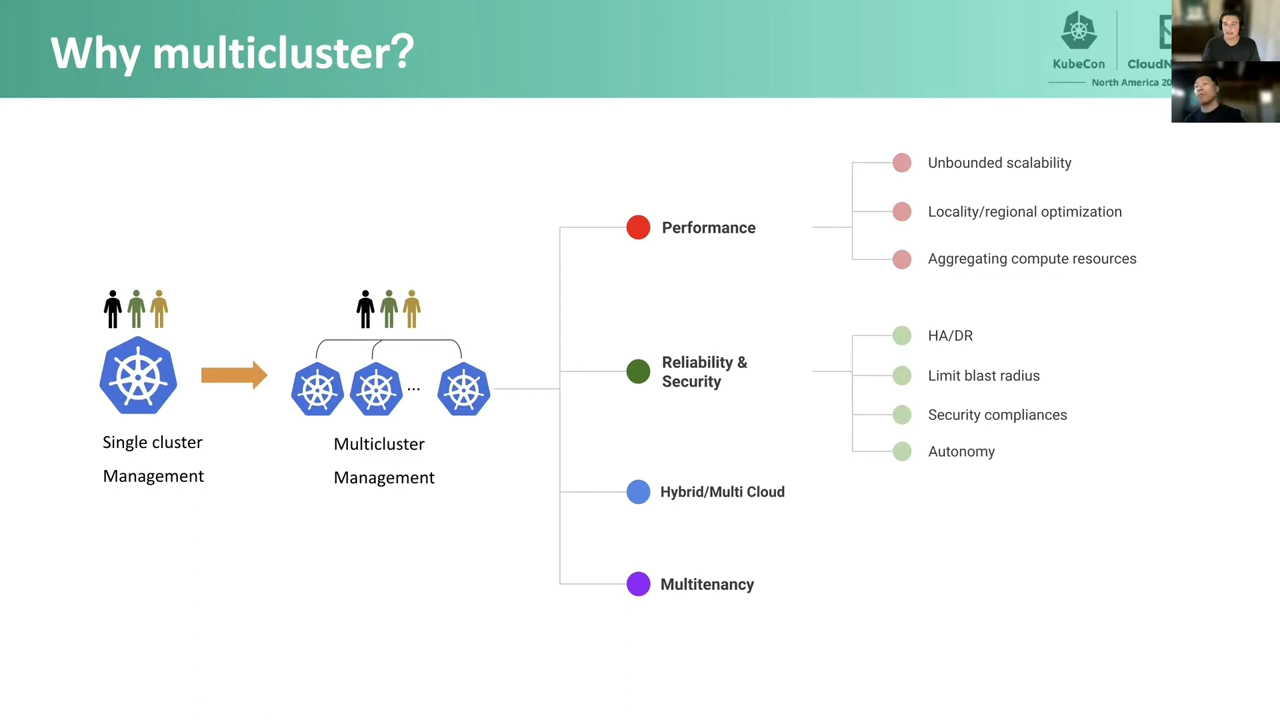 Why multicluster?
KubeCon
North America 20
Single cluster
Management
Multicluster
Management
...
Performance
Unbounded scalability
Locality/regional optimization
Aggregating compute resources
Reliability &
Security
HA/DR
Limit blast radius
Security compliances
Autonomy
Hybrid/Multi Cloud
Multitenancy